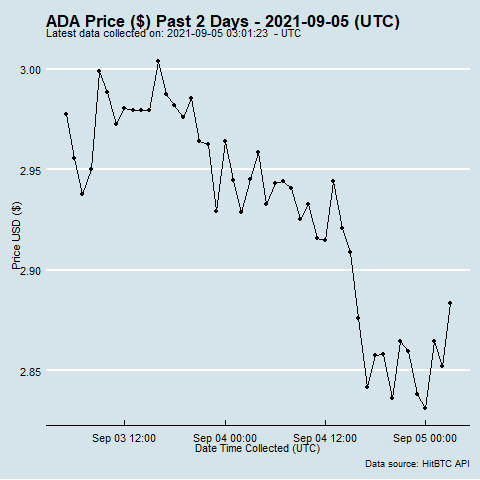 ADA Price ($) Past 2 Days - 2021-09-05 (UTC)
Latest data collected on: 2021-09-05 03:01:23 - UTC
3.00
2.95
2.90
2.85
Price USD ($)
Sep 03 12:00
Sep 04 00:00
Sep 04 12:00
Sep 05 00:00
Date Time Collected (UTC)
Data source: HitBTC API